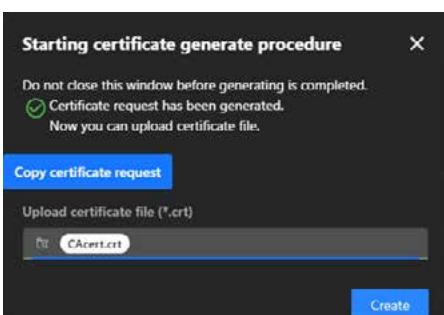 Starting certificate generate procedure
Do not close this window before generating is completed.
Certificate request has been generated.
Now you can upload certificate file.
Copy certificate request
Upload certificate file (*.crt)
CAcert.crt
Create